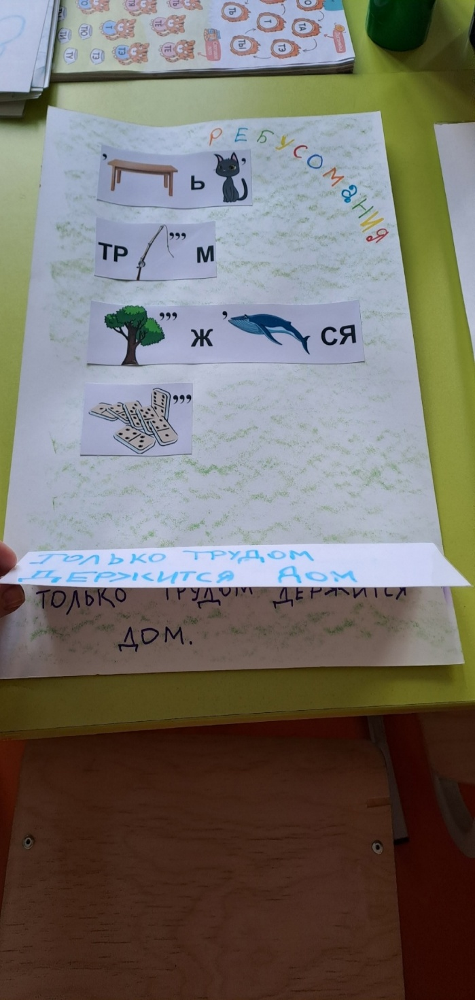 РЕБУСОМАНИЯ
, Ь ,
ТР ,,, М
,,, Ж , СЯ
,,,
ТОЛЬКО ТРУДОМ
ДЕРЖИТСЯ ДОМ
ТОЛЬКО ТРУДОМ ДЕРЖИТСЯ
ДОМ.